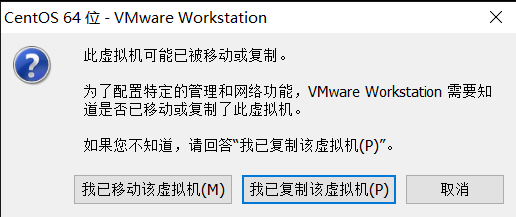 CentOS 64 位 - VMware Workstation
此虚拟机可能已被移动或复制。
为了配置特定的管理和网络功能，VMware Workstation 需要知
道是否已移动或复制了此虚拟机。
如果您不知道，请回答“我已复制该虚拟机(P)”。
我已移动该虚拟机(M) 我已复制该虚拟机(P) 取消